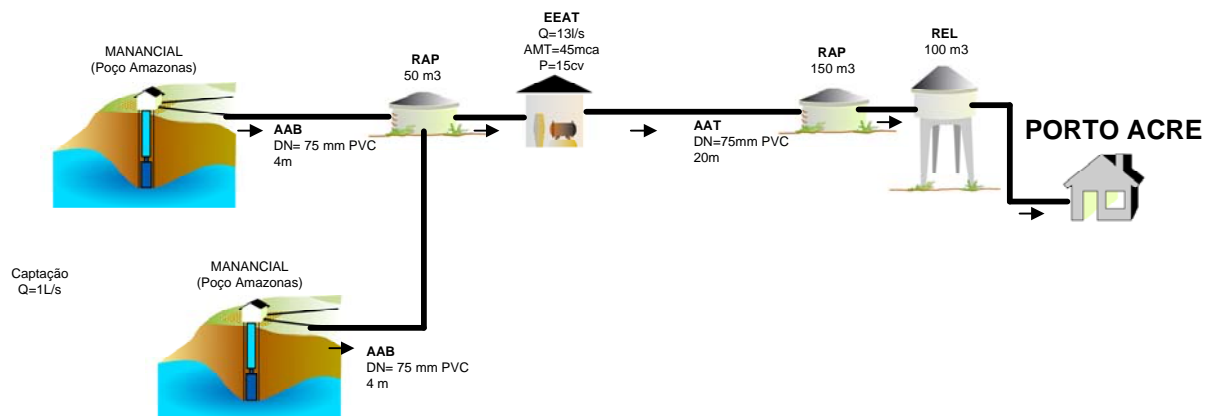 MANANCIAL
(Poço Amazonas)
AAB
DN= 75 mm PVC
4m
RAP
50 m3
EEAT
Q=13l/s
AMT=45mca
P=15cv
AAT
DN=75mm PVC
20m
RAP
150 m3
REL
100 m3
PORTO ACRE
Captação
Q=1L/s
MANANCIAL
(Poço Amazonas)
AAB
DN= 75 mm PVC
4 m